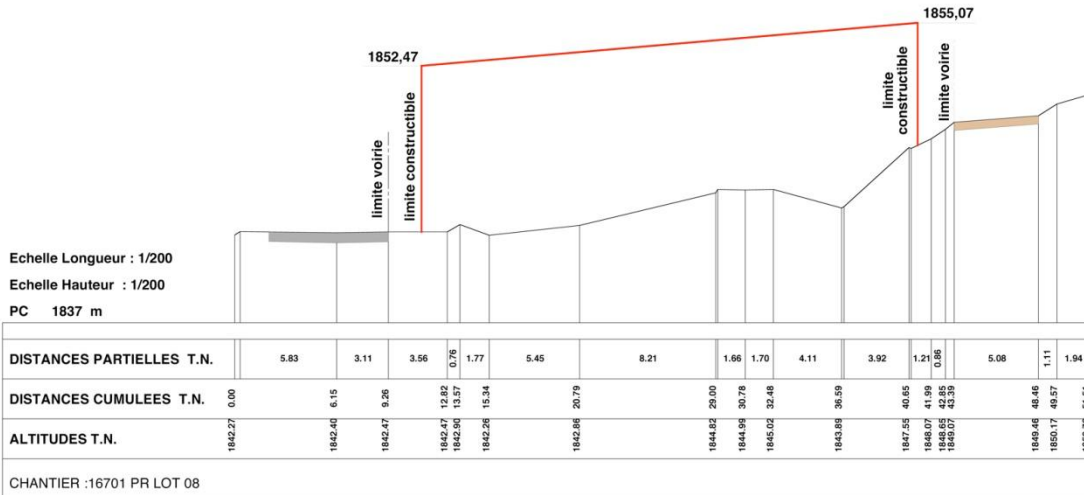 1855,07
1852,47
limite voirie
limite constructible
limite constructible
limite voirie
Echelle Longueur : 1/200
Echelle Hauteur : 1/200
PC 1837 m
DISTANCES PARTIELLES T.N. 5.83 3.11 3.56 0.76 1.77 5.45 8.21 1.66 1.70 4.11 3.92 1.21 0.86 5.08 1.11 1.94
DISTANCES CUMULEES T.N. 0.00 6.15 9.26 12.82 13.57 15.34 20.79 29.00 30.78 32.48 36.59 40.65 41.99 42.85 43.39 48.46 49.57
ALTITUDES T.N. 1842.27 1842.40 1842.47 1842.47 1842.90 1842.26 1842.86 1844.82 1844.99 1845.02 1843.89 1847.55 1848.07 1848.65 1849.07 1849.46 1850.17
CHANTIER :16701 PR LOT 08